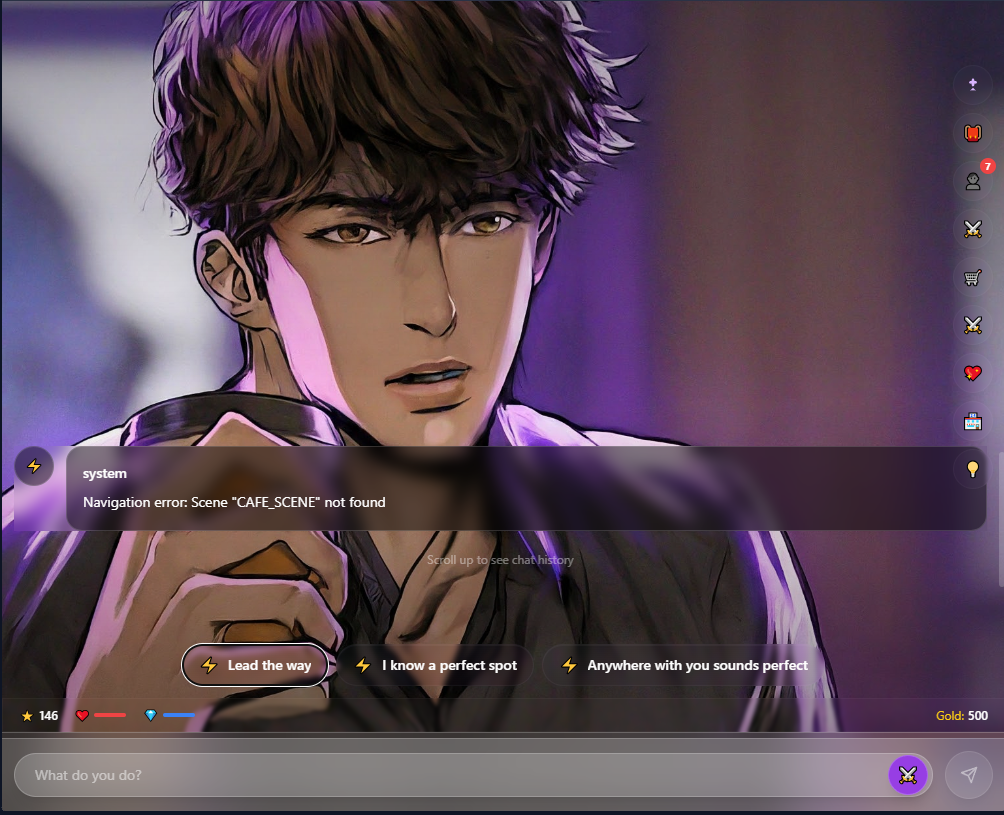 7
system
Navigation error: Scene "CAFE_SCENE" not found
Scroll up to see chat history
Lead the way
I know a perfect spot
Anywhere with you sounds perfect
146
Gold: 500
What do you do?